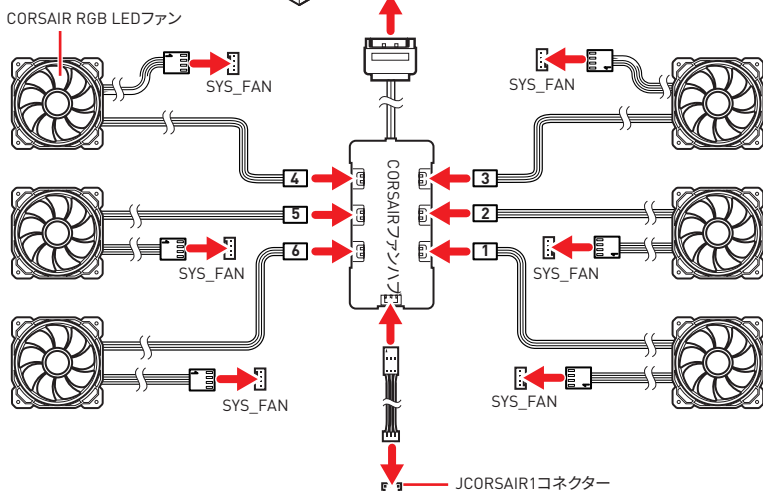 CORSAIR RGB LEDファン
SYS_FAN
SYS_FAN
4
3
CORSAIRファンハブ
5
2
6
1
SYS_FAN
SYS_FAN
SYS_FAN
SYS_FAN
JCORSAIR1コネクター